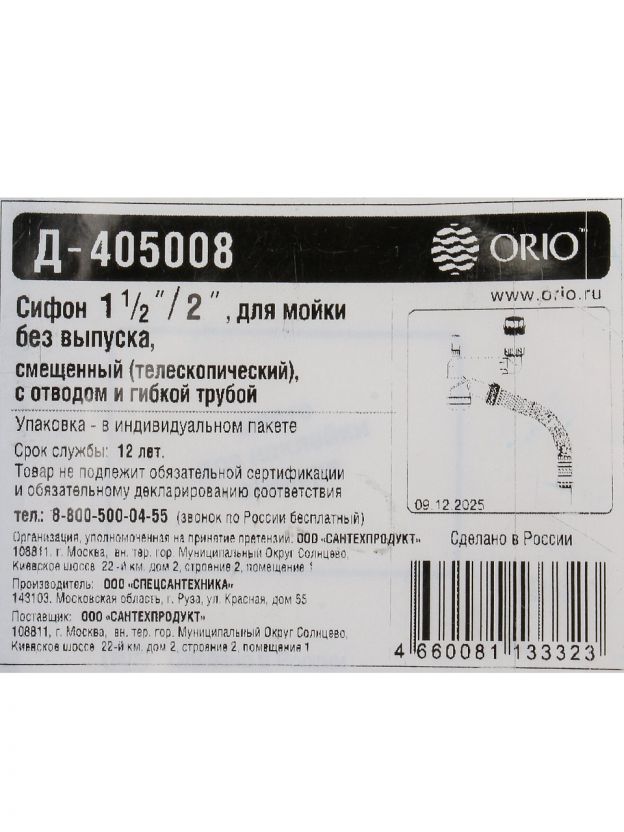 Д-405008
ORIO™
www.orio.ru
Сифон 1 1/2"/2", для мойки
без выпуска,
смещенный (телескопический),
с отводом и гибкой трубой
Упаковка - в индивидуальном пакете
Срок службы: 12 лет.
Товар не подлежит обязательной сертификации
и обязательному декларированию соответствия
тел.: 8-800-500-04-55 (звонок по России бесплатный)
09.12.2025
Организация, уполномоченная на принятие претензий: ООО «САНТЕХПРОДУКТ»
108811, г. Москва, вн. тер. гор. Муниципальный Округ Солнцево,
Киевское шоссе 22-й км, дом 2, строение 2, помещение 1
Сделано в России
Производитель: ООО «СПЕЦСАНТЕХНИКА»
143103. Московская область, г. Руза, ул. Красная, дом 55
Поставщик: ООО «САНТЕХПРОДУКТ»
108811, г. Москва, вн. тер. гор. Муниципальный Округ Солнцево,
Киевское шоссе 22-й км, дом 2, строение 2, помещение 1
4 660081 133323